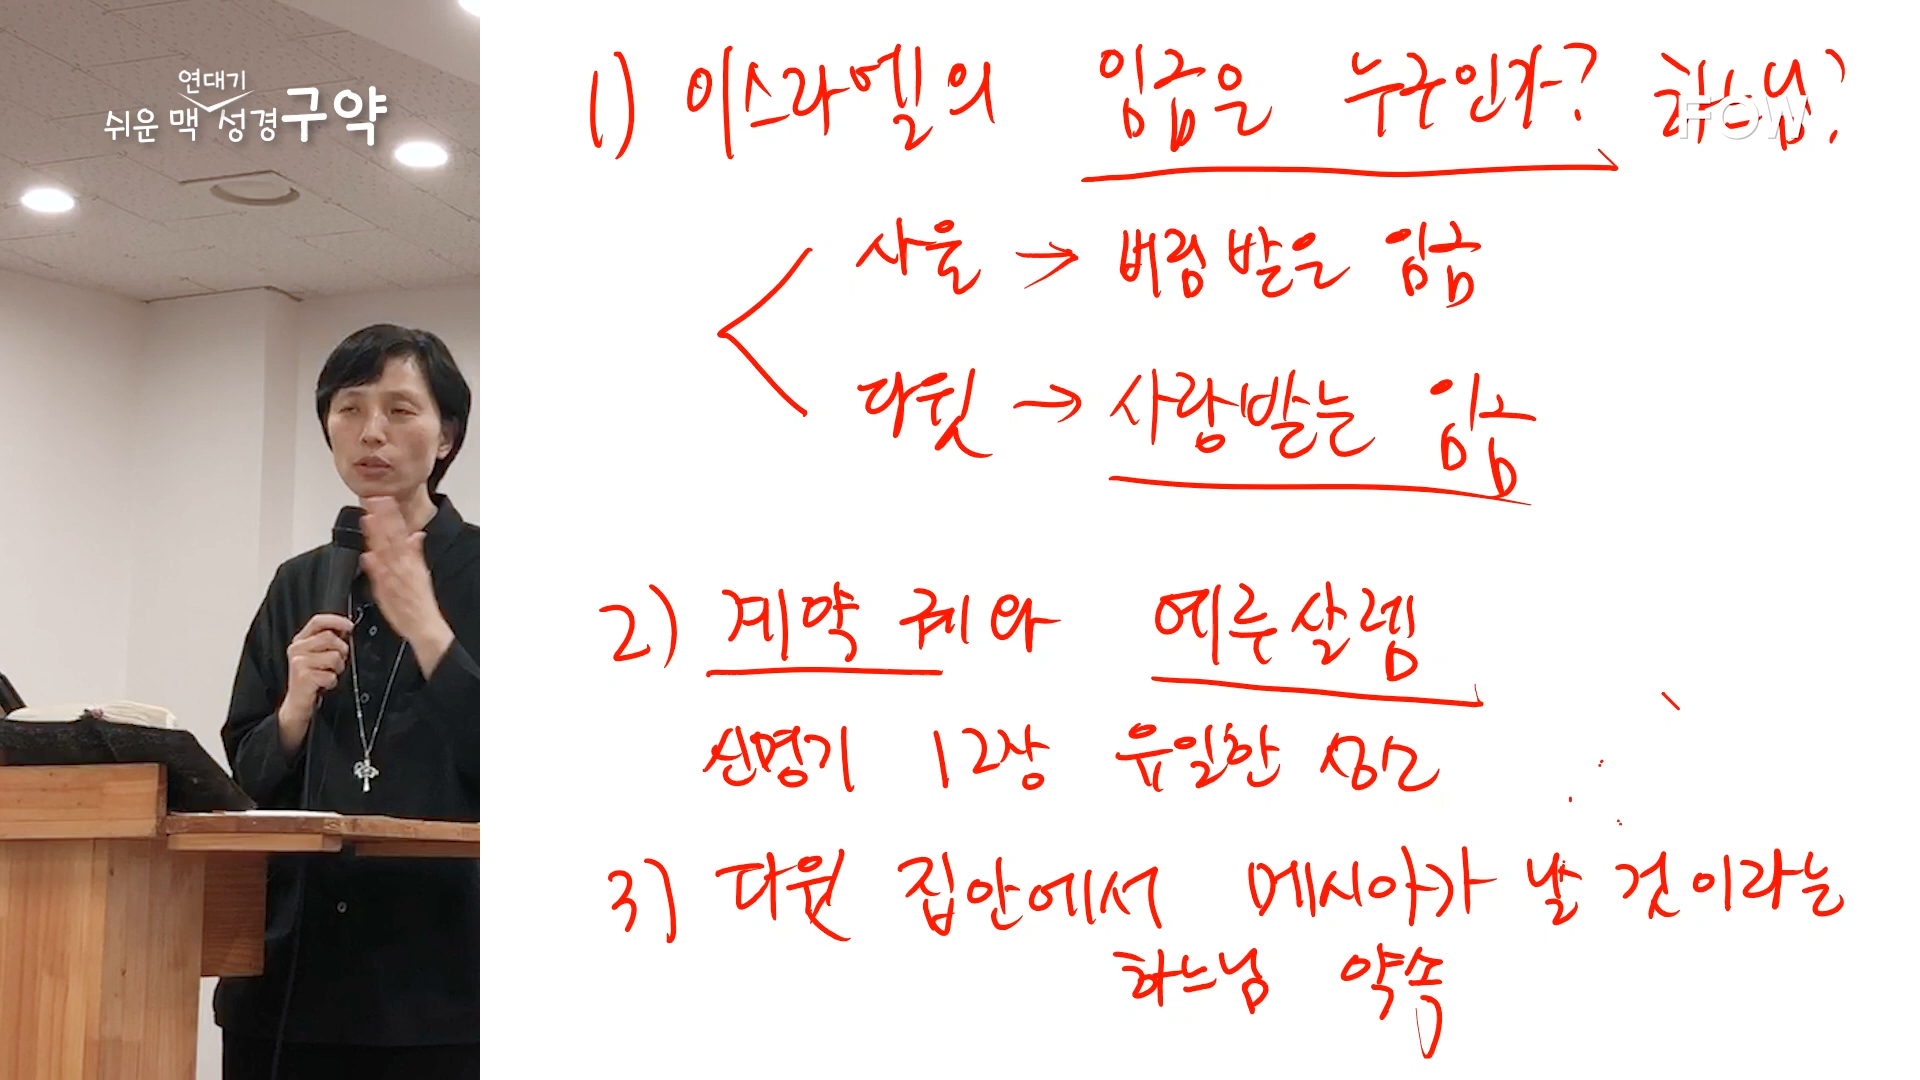 연대기
쉬운 맥 성경 구약
1) 이스라엘의 임금은 누구인가? 하느님?
FOW
사울 → 버림받은 임금
다윗 → 사랑받는 임금
2) 계약 궤와 예루살렘
신명기 12장 유일한 성소
3) 다윗 집안에서 메시아가 날 것이라는
하느님 약속